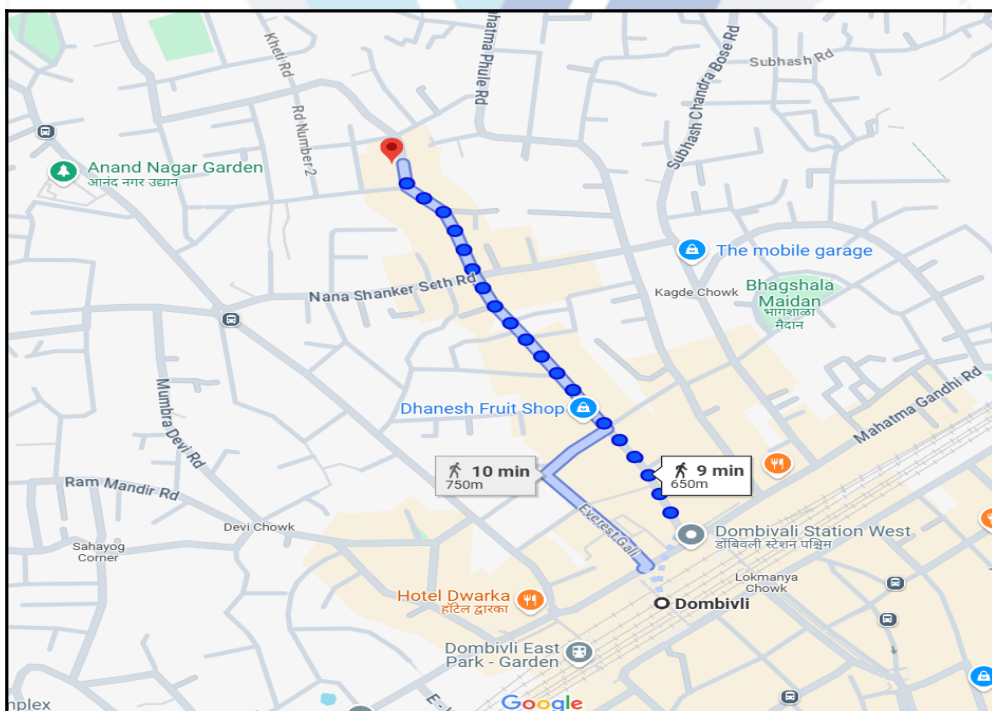 hatma Phule Rd
Kheti Rd
Rd Number 2
Subhash Chandra Bose Rd
Subhash Rd
Anand Nagar Garden
आनंद नगर उद्यान
The mobile garage
Nana Shanker Seth Rd
Kagde Chowk
Bhagshala
Maidan
भागशाळा
मैदान
Mumbra Devi Rd
Dhanesh Fruit Shop
Mahatma Gandhi Rd
10 min
750m
9 min
650m
Ram Mandir Rd
Everest Gali
Devi Chowk
Dombivali Station West
डोंबिवली स्टेशन पश्चिम
Sahayog
Corner
Lokmanya
Chowk
Hotel Dwarka
हॉटेल द्वारका
Dombivli
Dombivli East
Park - Garden
nplex
Google